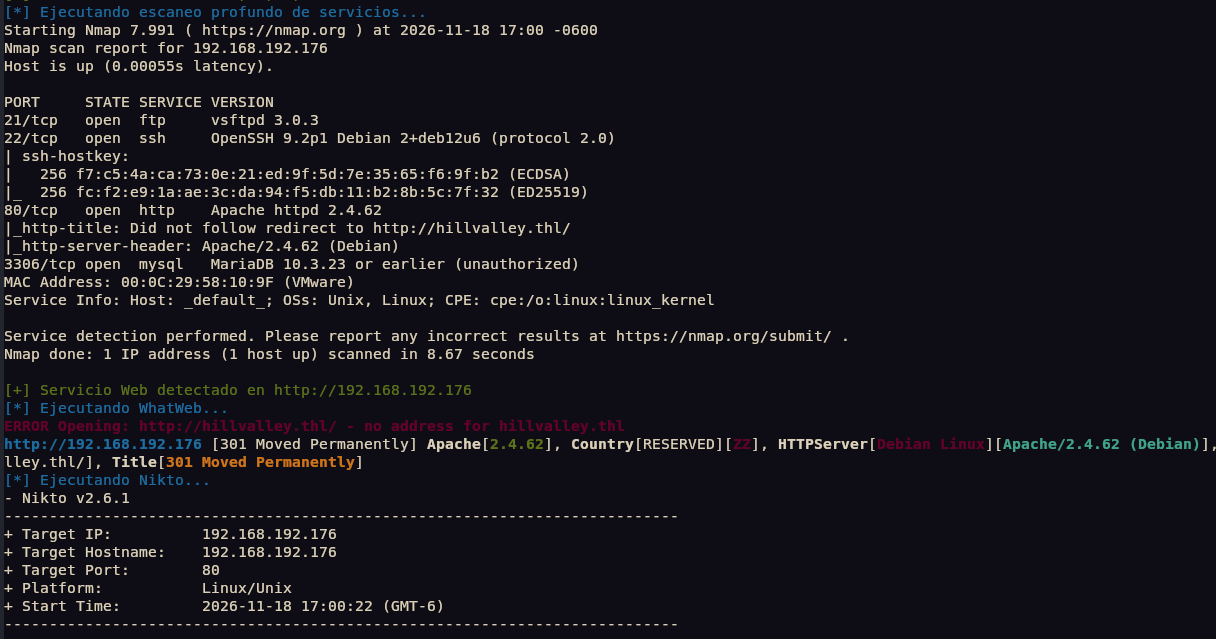 [*] Ejecutando escaneo profundo de servicios...
Starting Nmap 7.991 ( https://nmap.org ) at 2026-11-18 17:00 -0600
Nmap scan report for 192.168.192.176
Host is up (0.00055s latency).
PORT     STATE SERVICE VERSION
21/tcp   open  ftp     vsftpd 3.0.3
22/tcp   open  ssh     OpenSSH 9.2p1 Debian 2+deb12u6 (protocol 2.0)
| ssh-hostkey:
|   256 f7:c5:4a:ca:73:0e:21:ed:9f:5d:7e:35:65:f6:9f:b2 (ECDSA)
|_  256 fc:f2:e9:1a:ae:3c:da:94:f5:db:11:b2:8b:5c:7f:32 (ED25519)
80/tcp   open  http    Apache httpd 2.4.62
|_http-title: Did not follow redirect to http://hillvalley.thl/
|_http-server-header: Apache/2.4.62 (Debian)
3306/tcp open  mysql   MariaDB 10.3.23 or earlier (unauthorized)
MAC Address: 00:0C:29:58:10:9F (VMware)
Service Info: Host: _default_; OSs: Unix, Linux; CPE: cpe:/o:linux:linux_kernel
Service detection performed. Please report any incorrect results at https://nmap.org/submit/ .
Nmap done: 1 IP address (1 host up) scanned in 8.67 seconds
[+] Servicio Web detectado en http://192.168.192.176
[*] Ejecutando WhatWeb...
ERROR Opening: http://hillvalley.thl/ - no address for hillvalley.thl
http://192.168.192.176 [301 Moved Permanently] Apache[2.4.62], Country[RESERVED][ZZ], HTTPServer[Debian Linux][Apache/2.4.62 (Debian)],
lley.thl/], Title[301 Moved Permanently]
[*] Ejecutando Nikto...
- Nikto v2.6.1
---------------------------------------------------------------------------
+ Target IP:          192.168.192.176
+ Target Hostname:    192.168.192.176
+ Target Port:        80
+ Platform:           Linux/Unix
+ Start Time:         2026-11-18 17:00:22 (GMT-6)
---------------------------------------------------------------------------